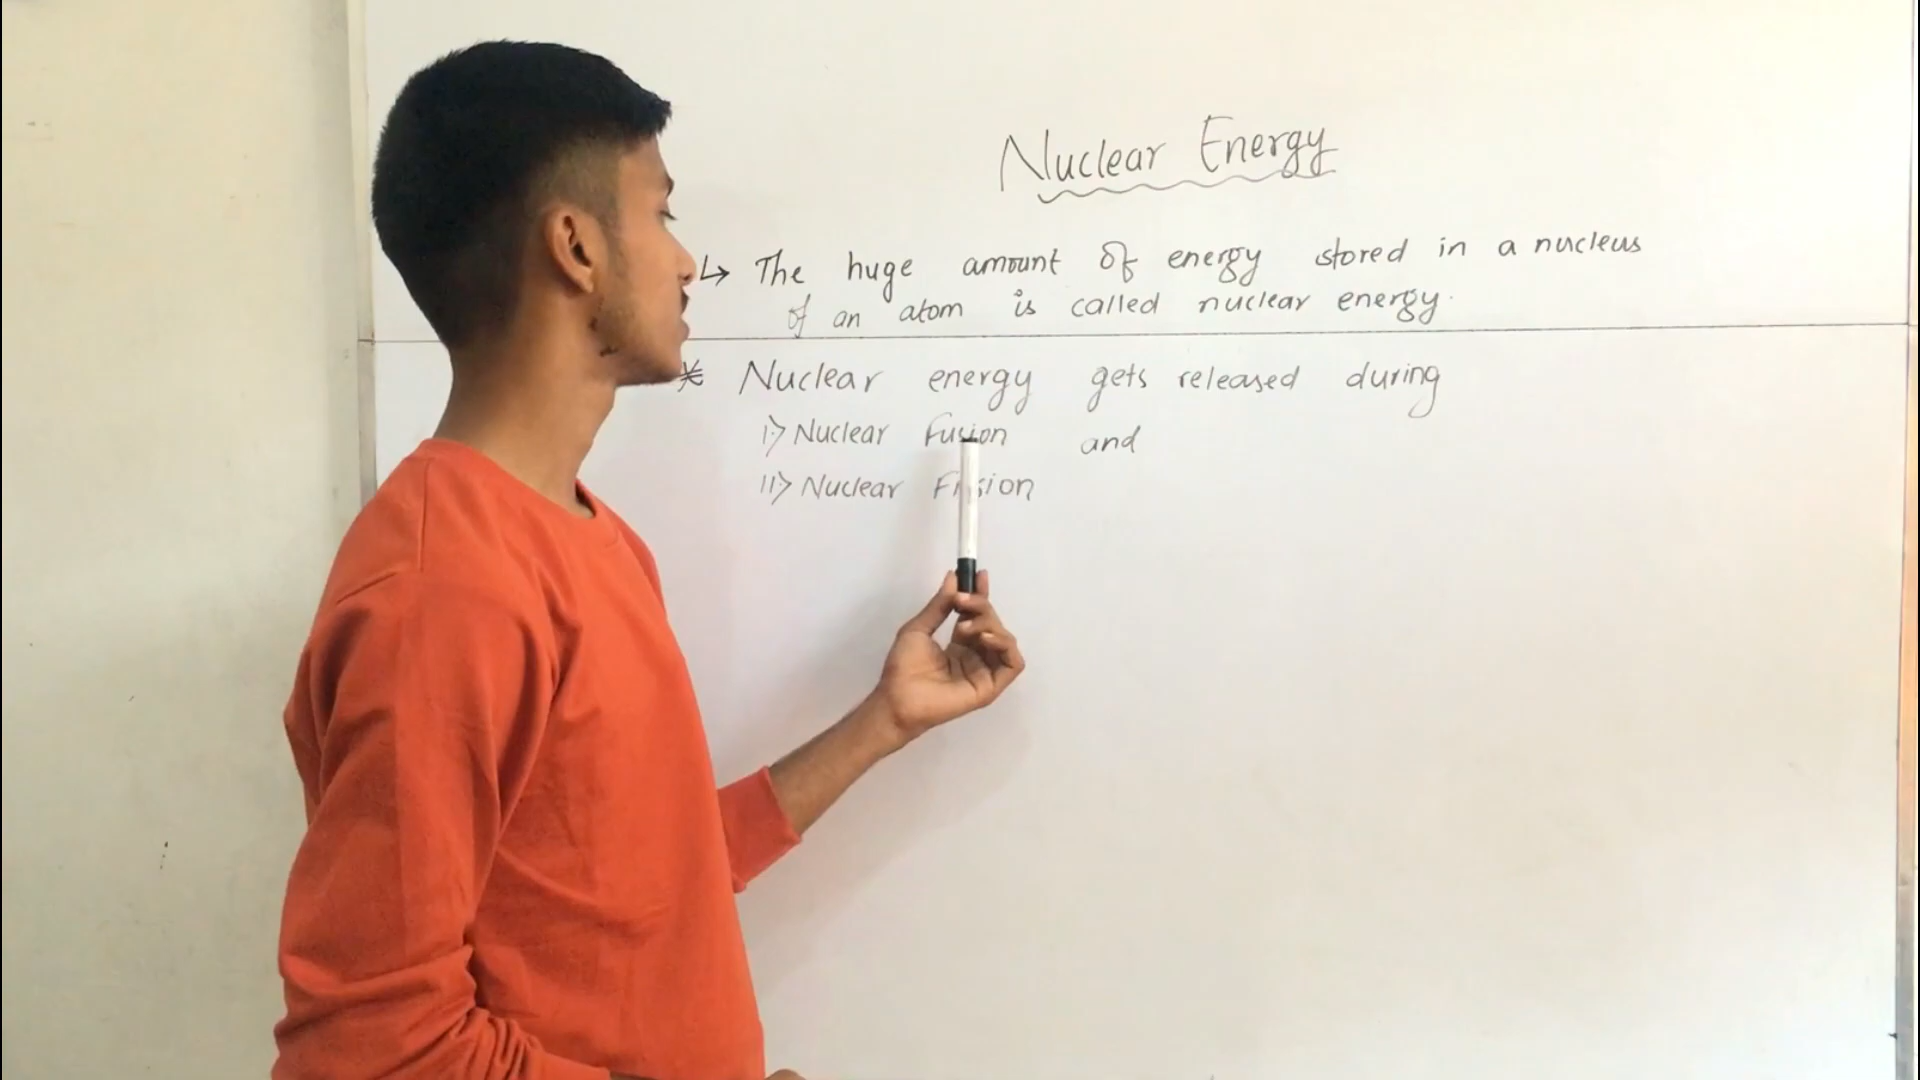 Nuclear Energy
↳ The huge amount of energy stored in a nucleus
of an atom is called nuclear energy.
* Nuclear energy gets released during
i) Nuclear Fusion and
ii) Nuclear